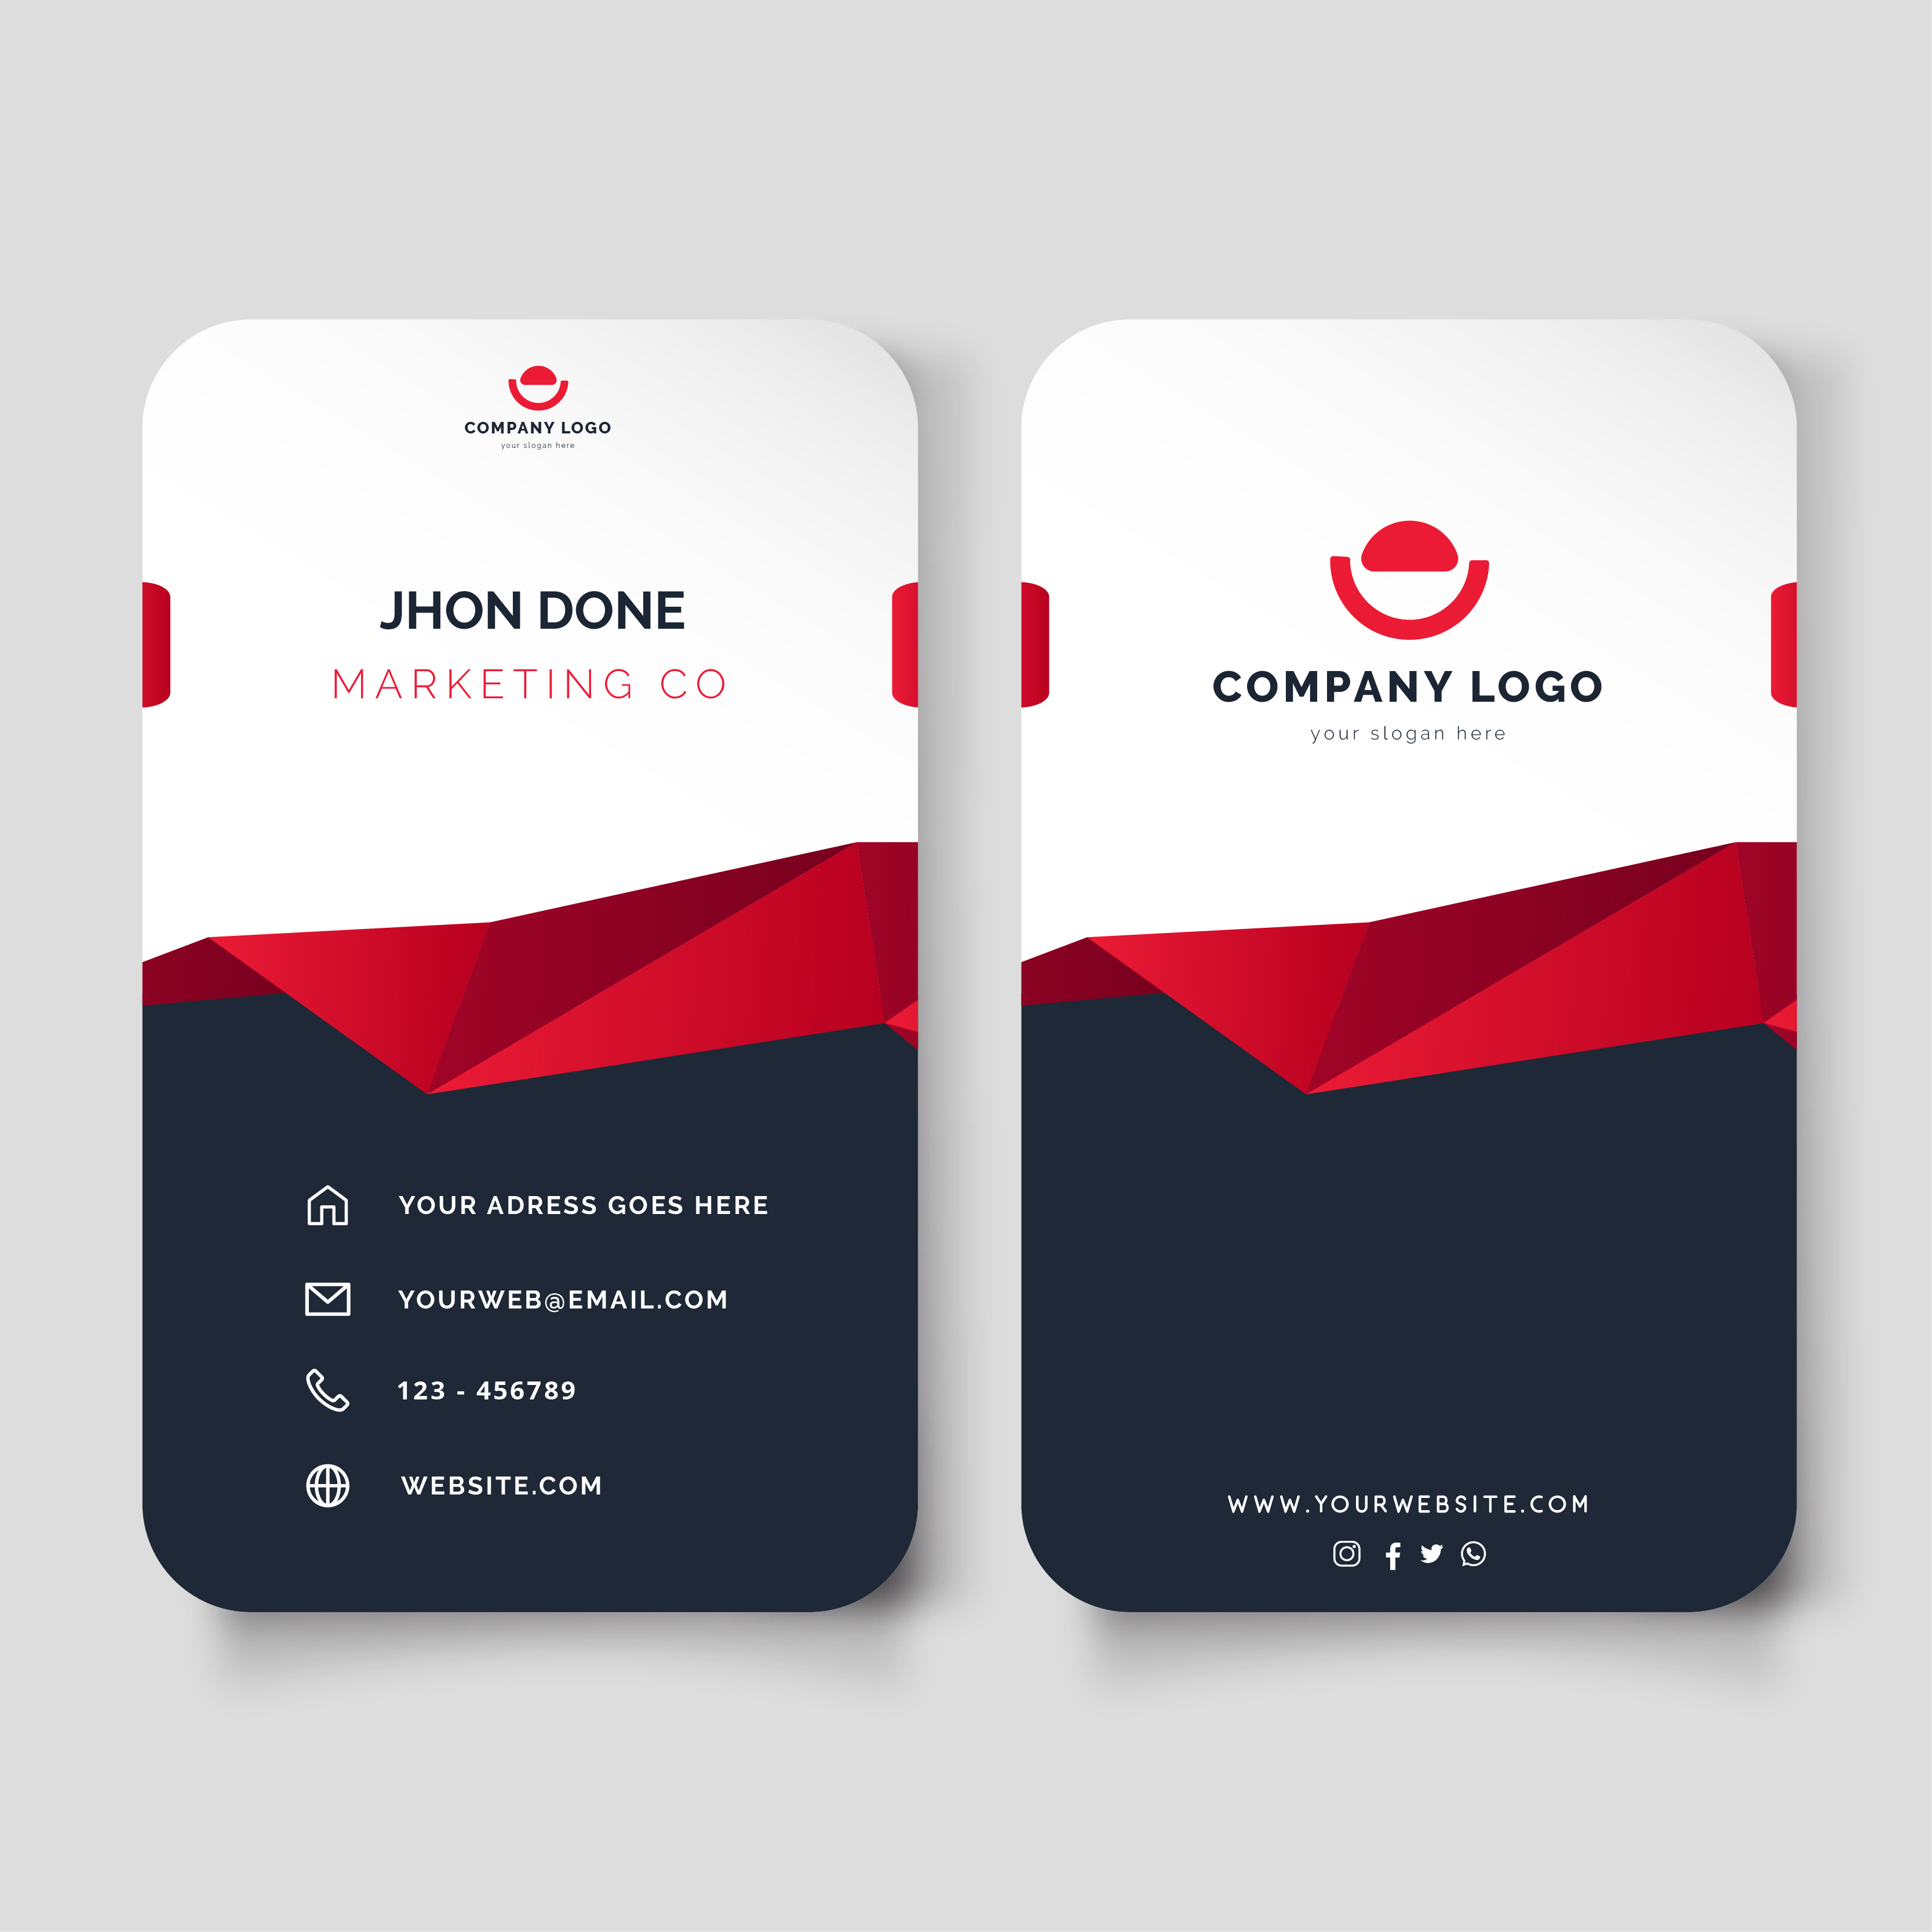 COMPANY LOGO
your slogan here
JHON DONE
MARKETING CO
YOUR ADRESS GOES HERE
YOURWEB@EMAIL.COM
123 - 456789
WEBSITE.COM
COMPANY LOGO
your slogan here
WWW.YOURWEBSITE.COM